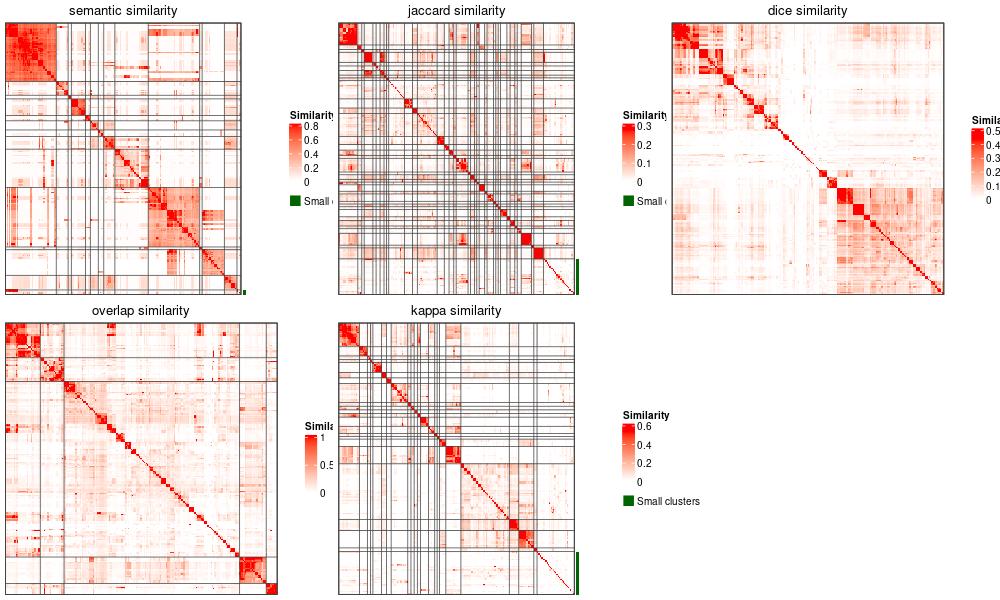 semantic similarity
Similarity
0.8
0.6
0.4
0.2
0
Small
jaccard similarity
Similarity
0.3
0.2
0.1
0
Small
dice similarity
Similarity
0.5
0.4
0.3
0.2
0.1
0
overlap similarity
Simila
1
0.5
0
kappa similarity
Similarity
0.6
0.4
0.2
0
Small clusters